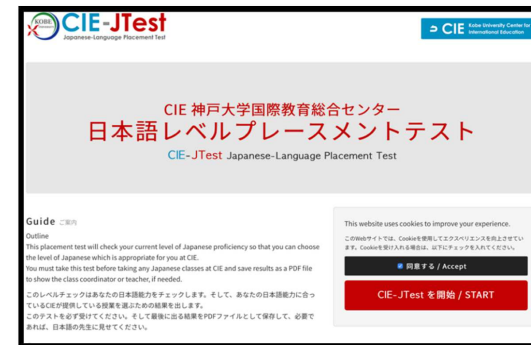 KOBE
CIE-JTest
Japanese-Language Placement Test
CIE Kobe University Center for
International Education
CIE 神戸大学国際教育総合センター
日本語レベルプレースメントテスト
CIE-JTest Japanese-Language Placement Test
Guide ご案内
Outline
This placement test will check your current level of Japanese proficiency so that you can choose
the level of Japanese which is appropriate for you at CIE.
You must take this test before taking any Japanese classes at CIE and save results as a PDF file
to show the class coordinator or teacher, if needed.
このレベルチェックはあなたの日本語能力をチェックします。そして、あなたの日本語能力に合っ
ているCIEが提供している授業を選ぶための結果を出します。
このテストを必ず受けてください。そして最後に出る結果をPDFファイルとして保存して、必要で
あれば、日本語の先生に見せてください。
This website uses cookies to improve your experience.
このWebサイトでは、Cookieを使用してエクスペリエンスを向上させてい
ます。Cookieを受け入れる場合は、以下にチェックを入れてください。
同意する / Accept
CIE-JTest を開始 / START